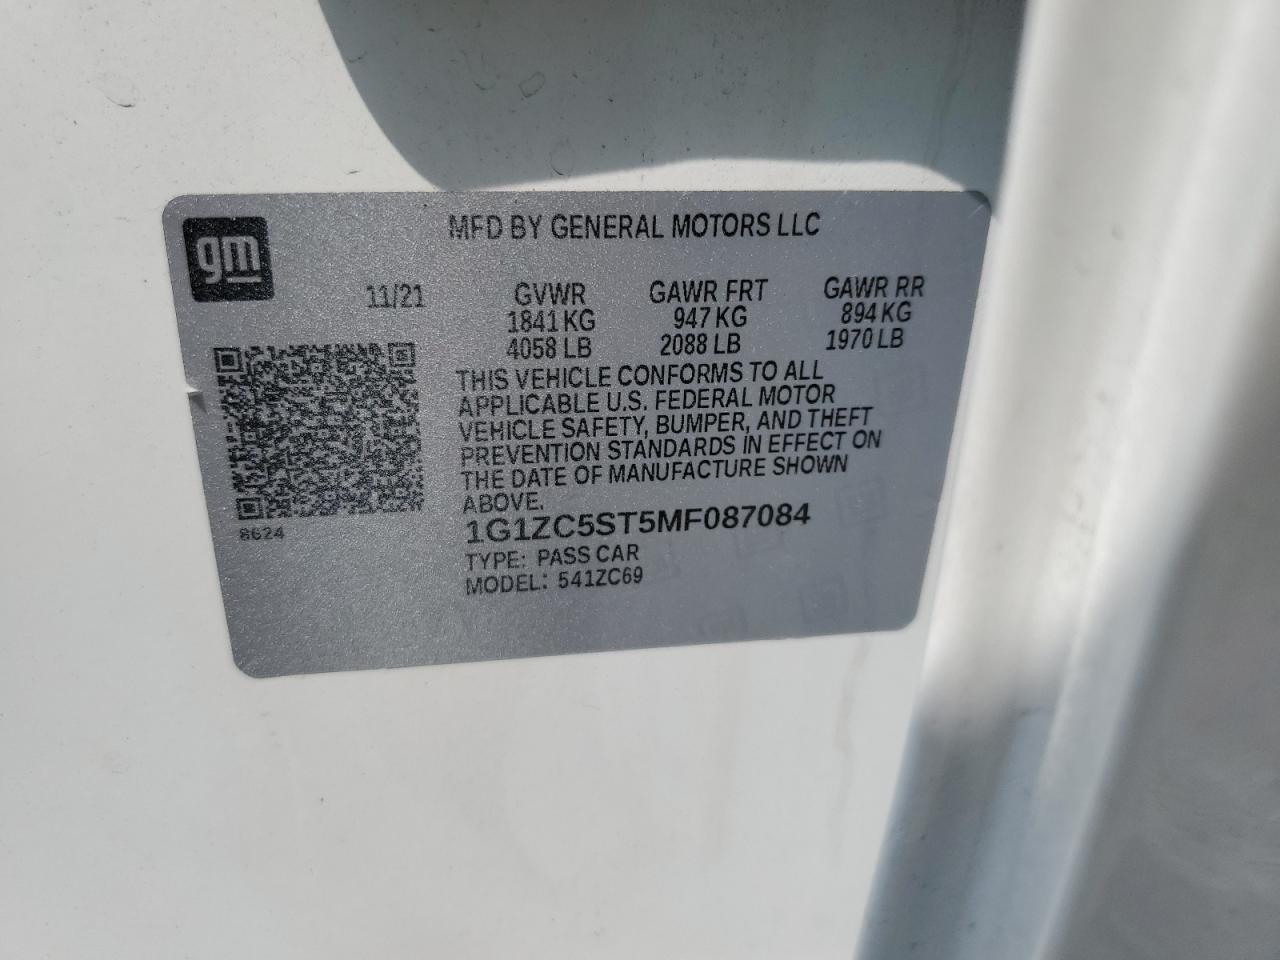 gm
MFD BY GENERAL MOTORS LLC
11/21 GVWR GAWR FRT GAWR RR
1841 KG 947 KG 894 KG
4058 LB 2088 LB 1970 LB
THIS VEHICLE CONFORMS TO ALL
APPLICABLE U.S. FEDERAL MOTOR
VEHICLE SAFETY, BUMPER, AND THEFT
PREVENTION STANDARDS IN EFFECT ON
THE DATE OF MANUFACTURE SHOWN
ABOVE.
8624
1G1ZC5ST5MF087084
TYPE: PASS CAR
MODEL: 541ZC69